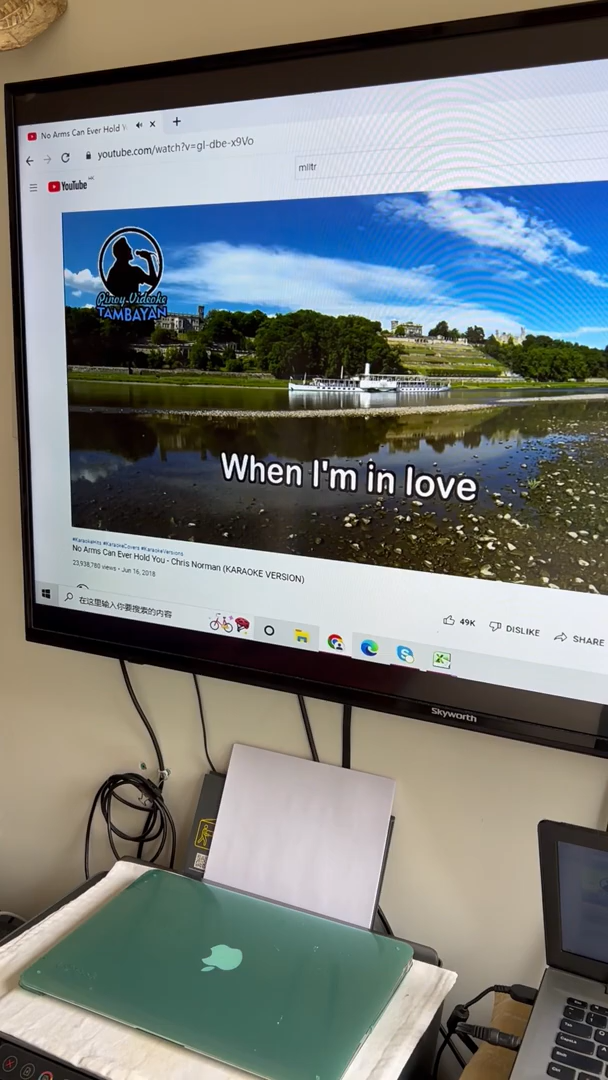 No Arms Can Ever Hold Y
youtube.com/watch?v=gl-dbe-x9Vo
YouTube
mlltr
Pinoy Videoke
TAMBAYAN
When I'm in love
#KaraokeHits #KaraokeCovers #KaraokeVersions
No Arms Can Ever Hold You - Chris Norman (KARAOKE VERSION)
23,938,780 views • Jun 16, 2018
49K DISLIKE SHARE
在这里输入你要搜索的内容
Skyworth